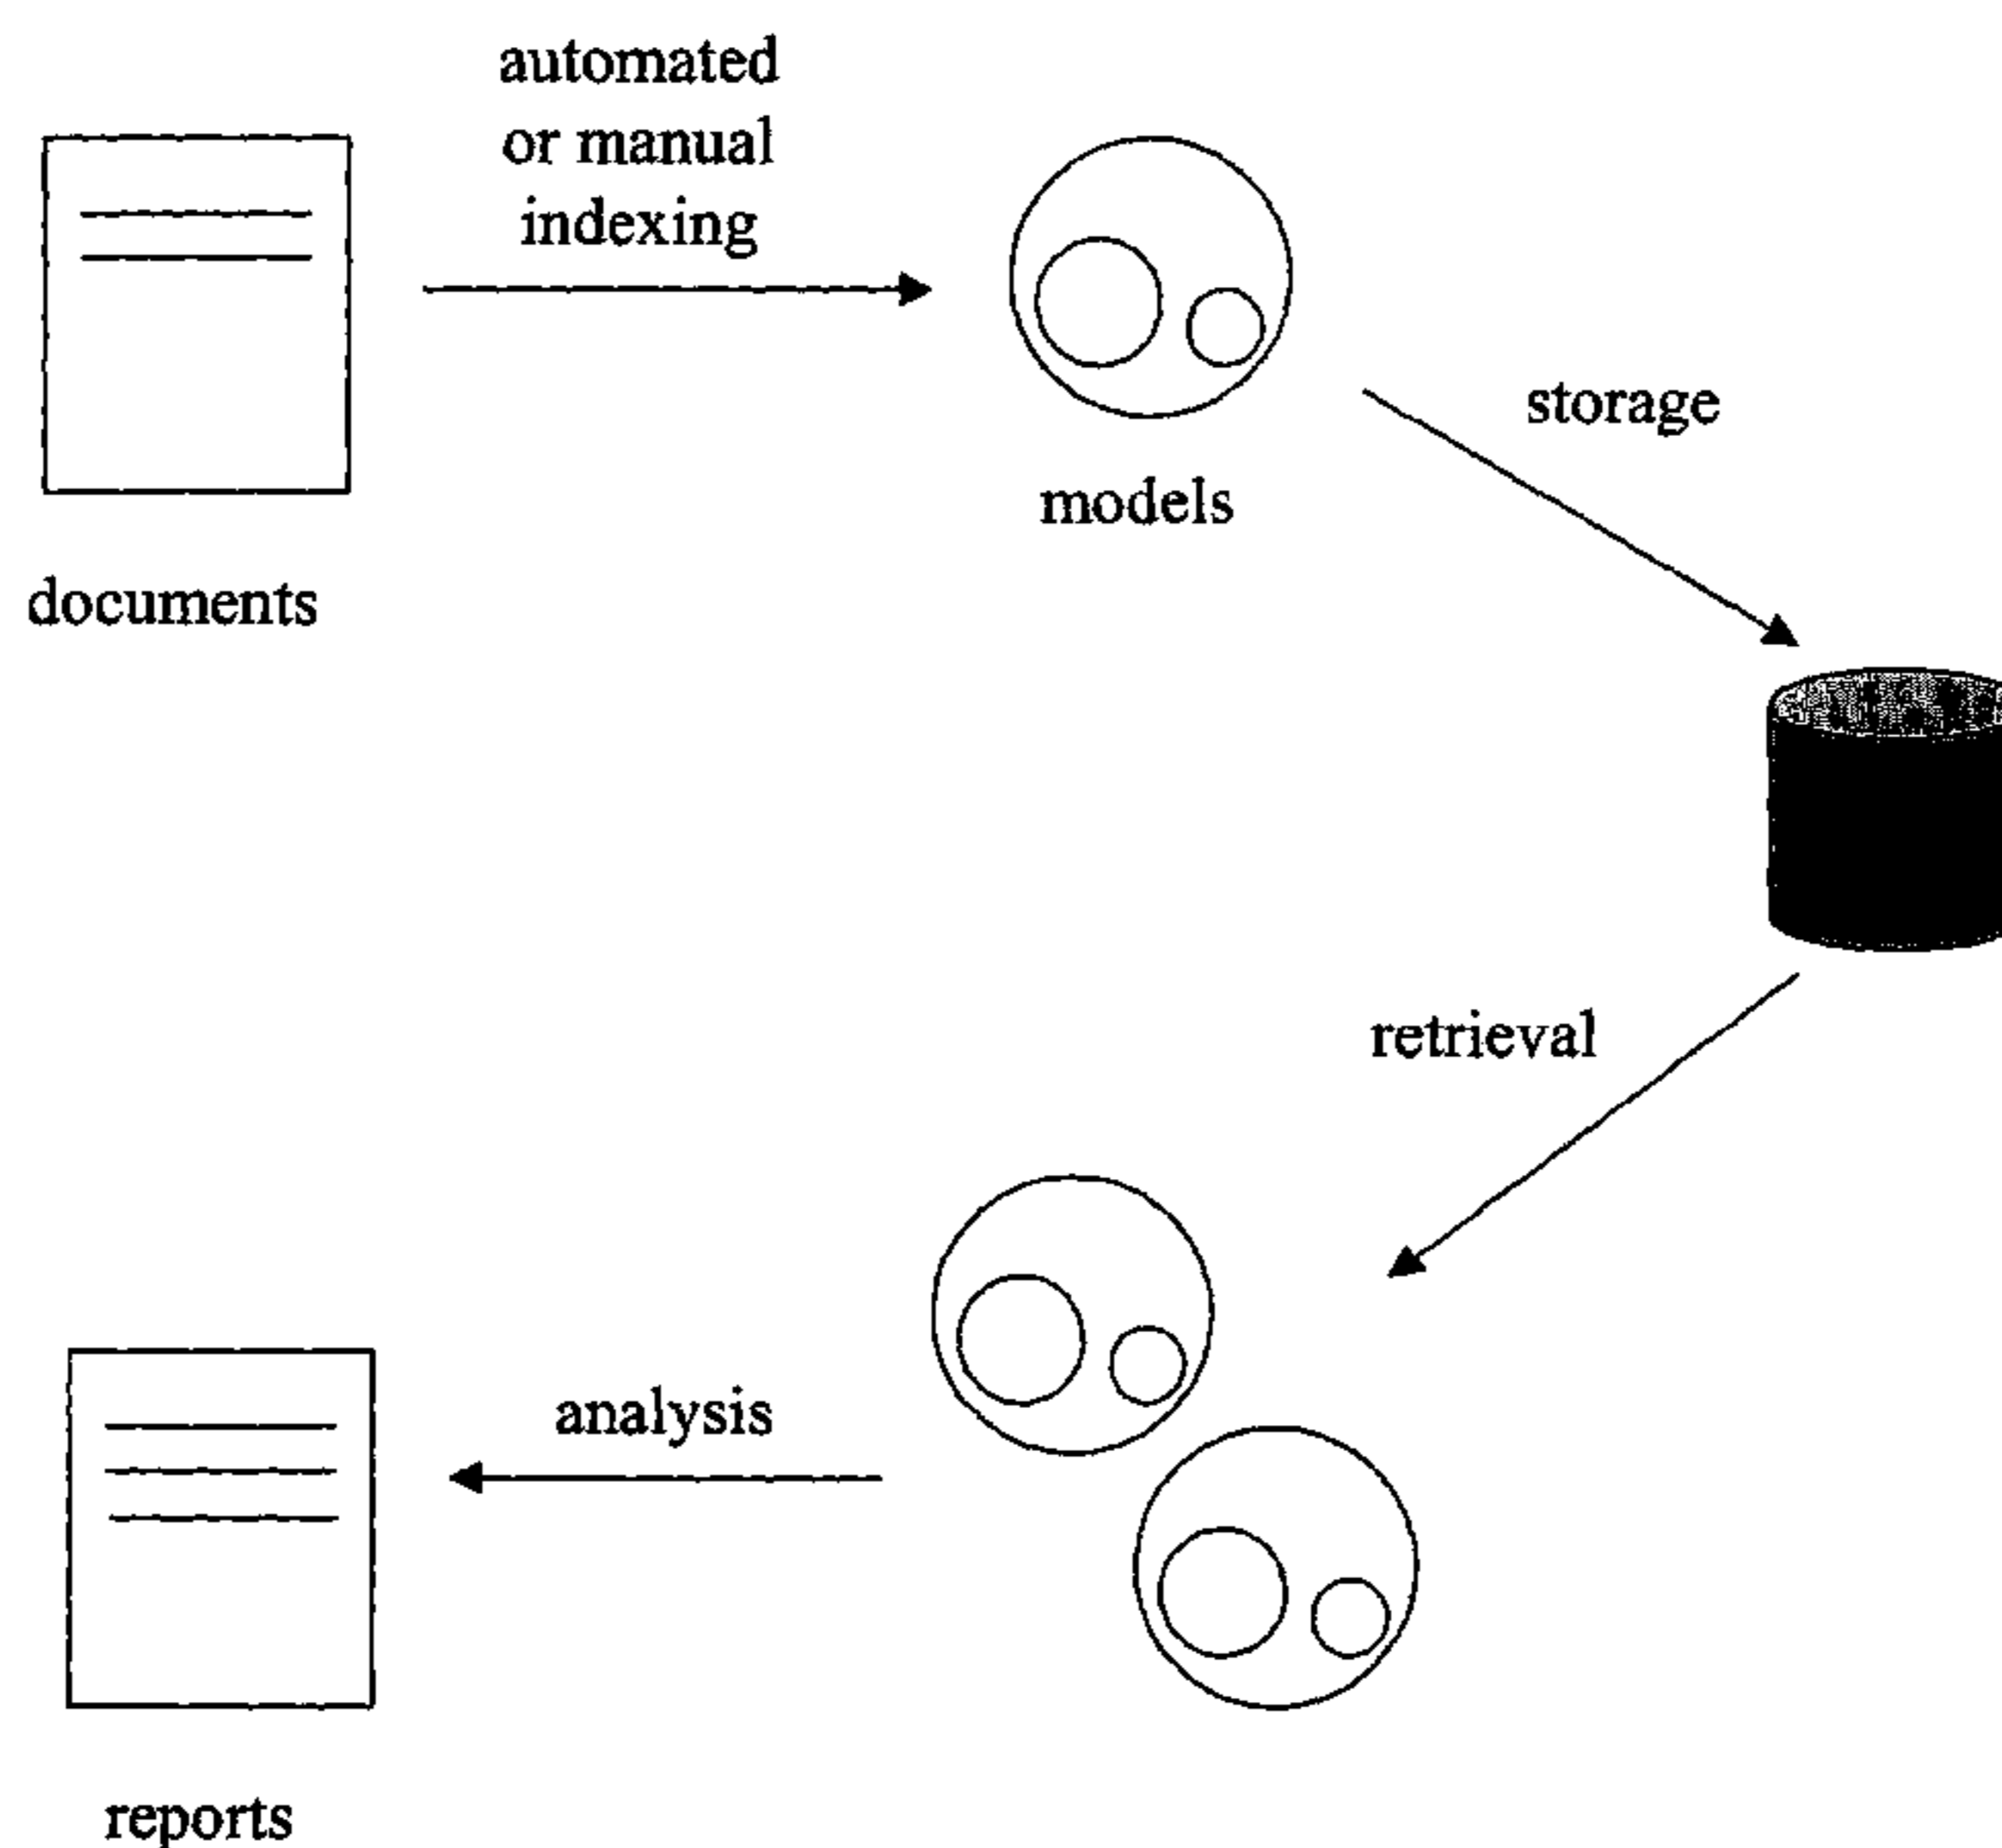 automated
or manual
indexing
documents
models
storage
retrieval
analysis
reports